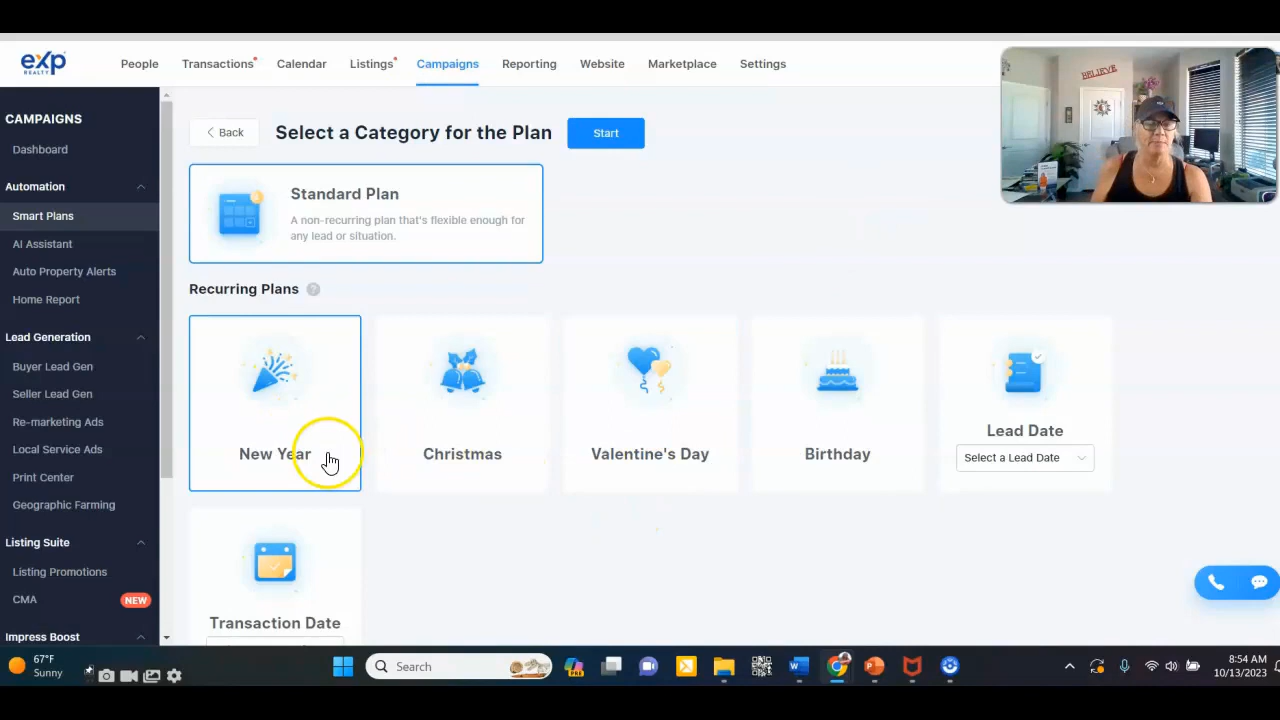 exp
REALTY
People
Transactions
Calendar
Listings
Campaigns
Reporting
Website
Marketplace
Settings
BELIEVE
CAMPAIGNS
Dashboard
Automation
Smart Plans
AI Assistant
Auto Property Alerts
Home Report
Lead Generation
Buyer Lead Gen
Seller Lead Gen
Re-marketing Ads
Local Service Ads
Print Center
Geographic Farming
Listing Suite
Listing Promotions
CMA NEW
Impress Boost
Back
Select a Category for the Plan
Start
Standard Plan
A non-recurring plan that's flexible enough for
any lead or situation.
Recurring Plans ?
New Year
Christmas
Valentine's Day
Birthday
Lead Date
Select a Lead Date
Transaction Date
67°F
Sunny
Search
PRE
8:54 AM
10/13/2023